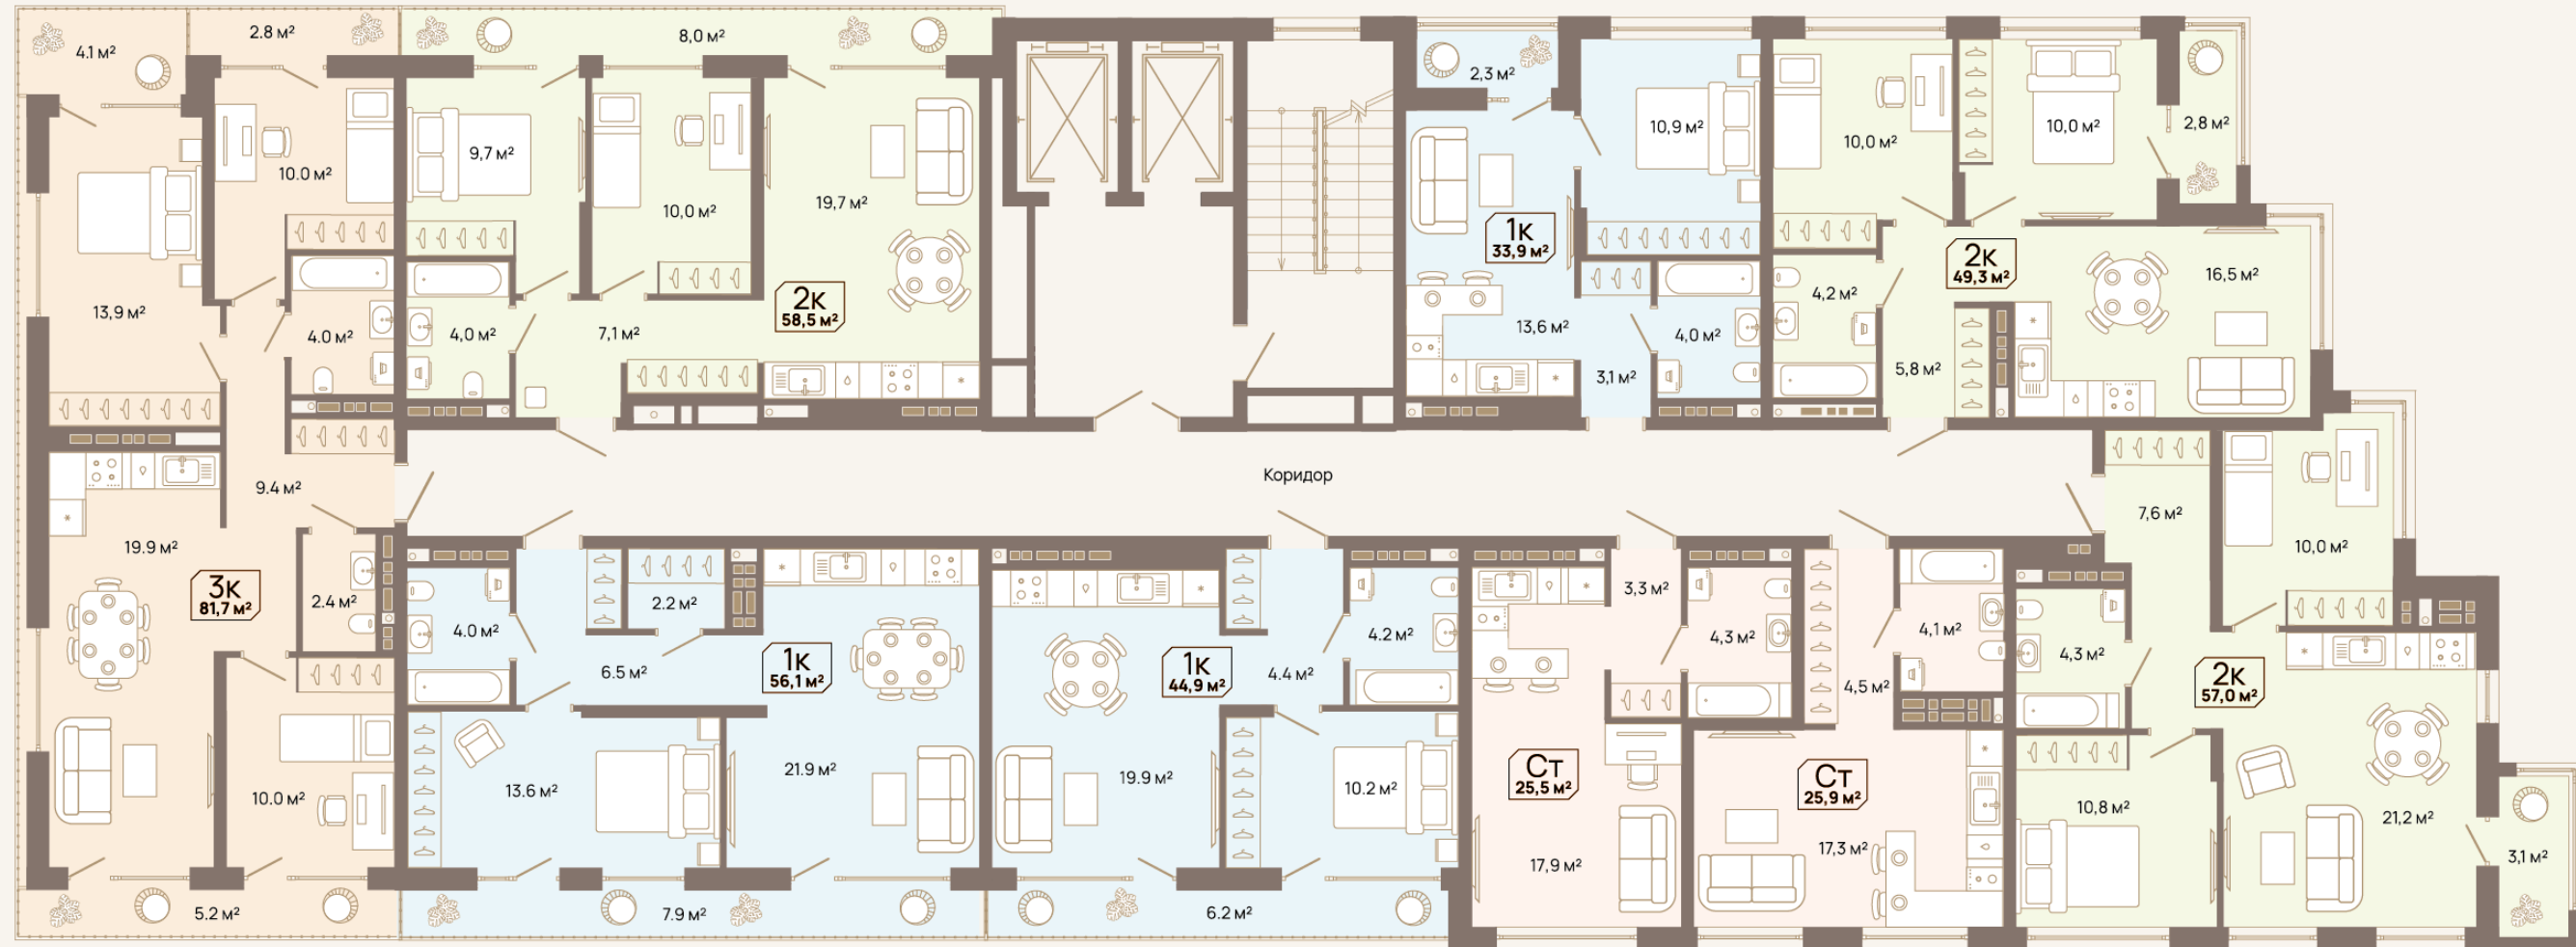 4.1 м²
2.8 м²
8,0 м²
2,3 м²
10.0 м²
9,7 м²
10,0 м²
19,7 м²
10,9 м²
10,0 м²
10,0 м²
2,8 м²
1к
33,9 м²
2к
49,3 м²
16,5 м²
13,9 м²
4.0 м²
4,0 м²
7,1 м²
2к
58,5 м²
13,6 м²
4,0 м²
3,1 м²
4,2 м²
5,8 м²
9.4 м²
Коридор
7,6 м²
10,0 м²
19.9 м²
3к
81,7 м²
2.4 м²
4.0 м²
2.2 м²
6.5 м²
1к
56,1 м²
1к
44,9 м²
4.4 м²
4.2 м²
3,3 м²
4,3 м²
4,5 м²
4,1 м²
4,3 м²
2к
57,0 м²
10.0 м²
13.6 м²
21.9 м²
19.9 м²
10.2 м²
Ст
25,5 м²
17,9 м²
Ст
25,9 м²
17,3 м²
10,8 м²
21,2 м²
3,1 м²
5.2 м²
7.9 м²
6.2 м²